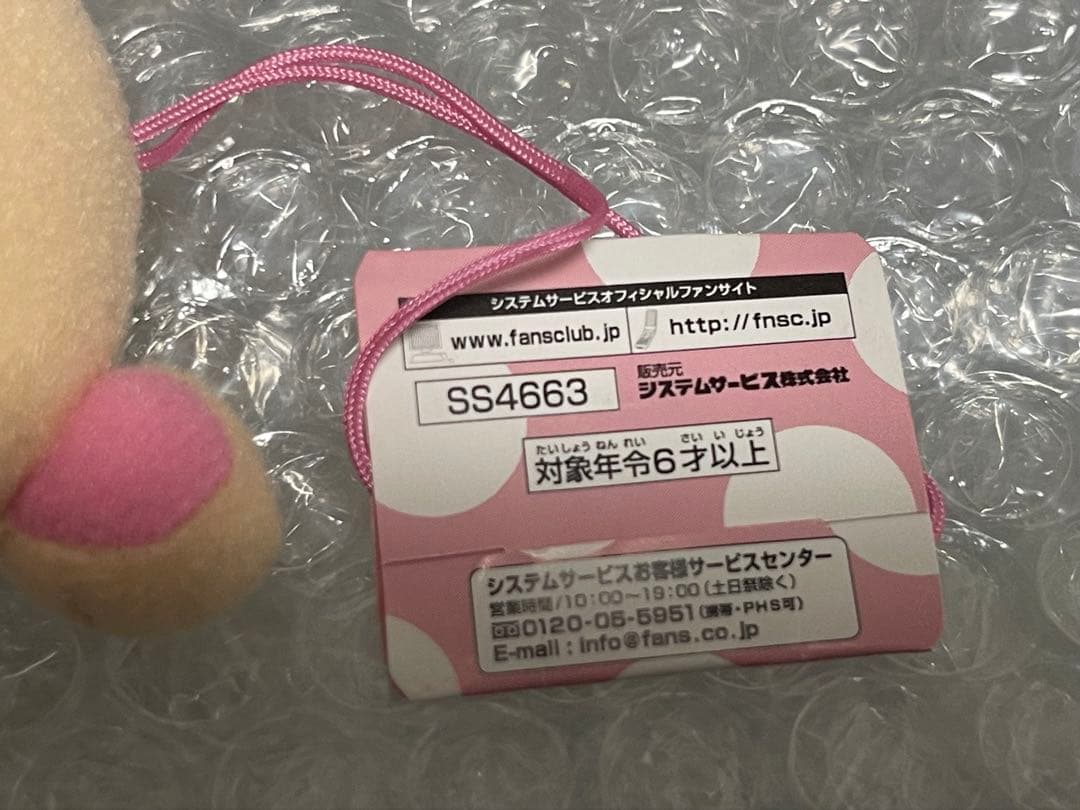 システムサービスオフィシャルファンサイト
www.fansclub.jp
http://fnsc.jp
SS4663
販売元
システムサービス株式会社
たいしょうねんれい さいいじょう
対象年令6才以上
システムサービスお客様サービスセンター
営業時間/10:00〜19:00(土日祭除く)
0120-05-5951(携帯・PHS可)
E-mail : info@fans.co.jp